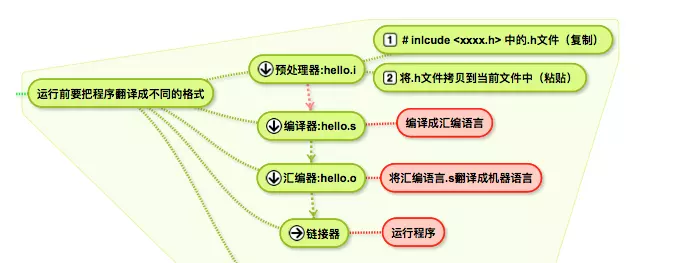 1 # inlcude <xxxx.h> 中的.h文件（复制）
预处理器:hello.i
2 将.h文件拷贝到当前文件中（粘贴）
运行前要把程序翻译成不同的格式
编译器:hello.s
编译成汇编语言
汇编器:hello.o
将汇编语言.s翻译成机器语言
链接器
运行程序